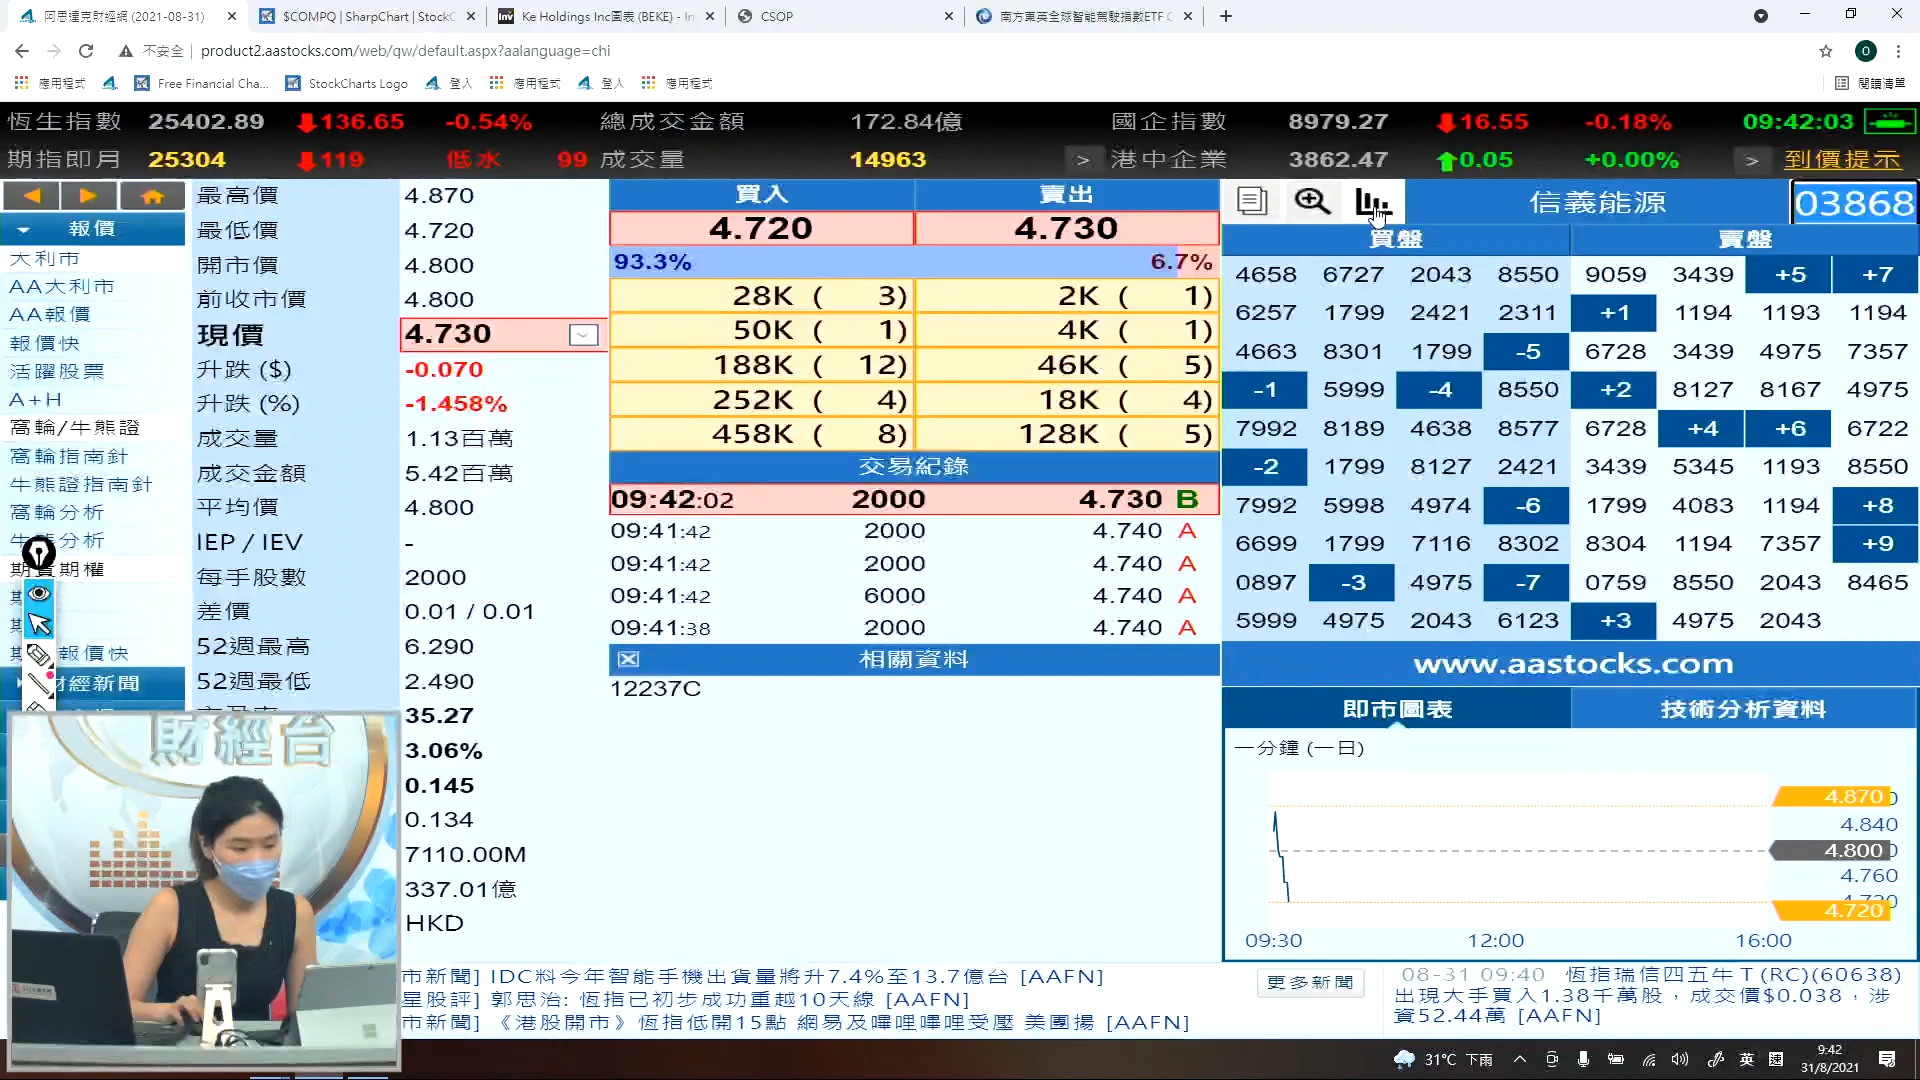 阿思達克財經網 (2021-08-31)
$COMPQ | SharpChart | StockC
Ke Holdings Inc圖表 (BEKE) - In
CSOP
南方東英全球智能駕駛指數ETF C
不安全
product2.aastocks.com/web/qw/default.aspx?aalanguage=chi
O
應用程式
Free Financial Cha...
StockCharts Logo
登入
應用程式
登入
應用程式
閱讀清單
恆生指數 25402.89 136.65 -0.54% 總成交金額 172.84億 國企指數 8979.27 16.55 -0.18% 09:42:03
期指即月 25304 119 低水 99 成交量 14963 > 港中企業 3862.47 0.05 +0.00% > 到價提示
報價
大利市
AA大利市
AA報價
報價快
活躍股票
A+H
窩輪/牛熊證
窩輪指南針
牛熊證指南針
窩輪分析
牛熊分析
期貨期權
報價快
財經新聞
最高價 4.870
最低價 4.720
開市價 4.800
前收市價 4.800
現價 4.730
升跌 ($) -0.070
升跌 (%) -1.458%
成交量 1.13百萬
成交金額 5.42百萬
平均價 4.800
IEP / IEV -
每手股數 2000
差價 0.01 / 0.01
52週最高 6.290
52週最低 2.490
35.27
3.06%
0.145
0.134
7110.00M
337.01億
HKD
買入 賣出
4.720 4.730
93.3% 6.7%
28K ( 3) 2K ( 1)
50K ( 1) 4K ( 1)
188K ( 12) 46K ( 5)
252K ( 4) 18K ( 4)
458K ( 8) 128K ( 5)
交易紀錄
09:42:02 2000 4.730 B
09:41:42 2000 4.740 A
09:41:42 2000 4.740 A
09:41:42 6000 4.740 A
09:41:38 2000 4.740 A
相關資料
12237C
信義能源 03868
買盤 賣盤
4658 6727 2043 8550 9059 3439 +5 +7
6257 1799 2421 2311 +1 1194 1193 1194
4663 8301 1799 -5 6728 3439 4975 7357
-1 5999 -4 8550 +2 8127 8167 4975
7992 8189 4638 8577 6728 +4 +6 6722
-2 1799 8127 2421 3439 5345 1193 8550
7992 5998 4974 -6 1799 4083 1194 +8
6699 1799 7116 8302 8304 1194 7357 +9
0897 -3 4975 -7 0759 8550 2043 8465
5999 4975 2043 6123 +3 4975 2043
www.aastocks.com
即市圖表 技術分析資料
一分鐘 (一日)
4.870
4.840
4.800
4.760
4.720
09:30 12:00 16:00
財經台
市新聞] IDC料今年智能手機出貨量將升7.4%至13.7億台 [AAFN]
星股評] 郭思治: 恆指已初步成功重越10天線 [AAFN]
市新聞] 《港股開市》恆指低開15點 網易及嗶哩嗶哩受壓 美團揚 [AAFN]
更多新聞
08-31 09:40 恆指瑞信四五牛T (RC)(60638)
出現大手買入1.38千萬股，成交價$0.038，涉
資52.44萬 [AAFN]
31°C 下雨
英
9:42
31/8/2021